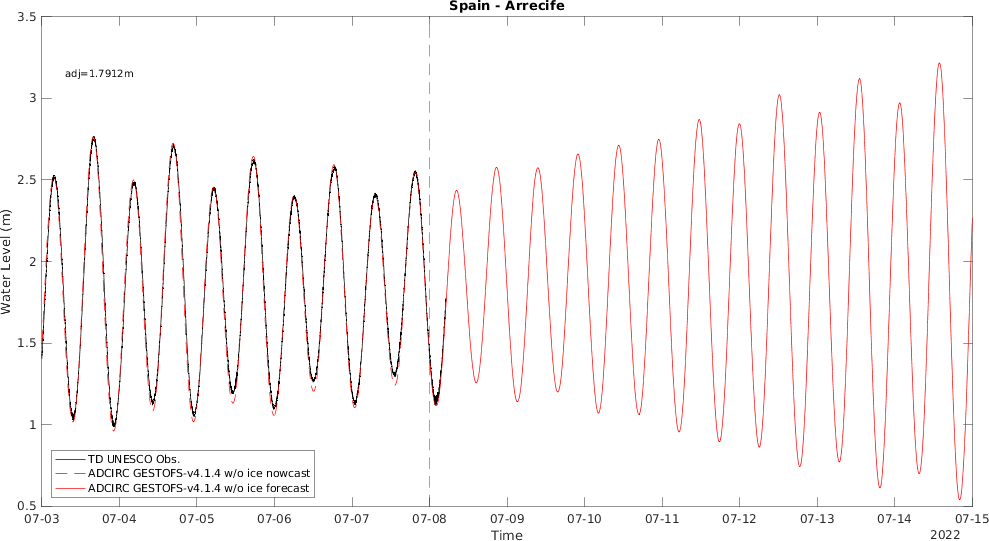 Spain - Arrecife
3.5
adj=1.7912m
3
2.5
2
1.5
1
0.5
Water Level (m)
TD UNESCO Obs.
ADCIRC GESTOFS-v4.1.4 w/o ice nowcast
ADCIRC GESTOFS-v4.1.4 w/o ice forecast
07-03 07-04 07-05 07-06 07-07 07-08 07-09 07-10 07-11 07-12 07-13 07-14 07-15
Time
2022